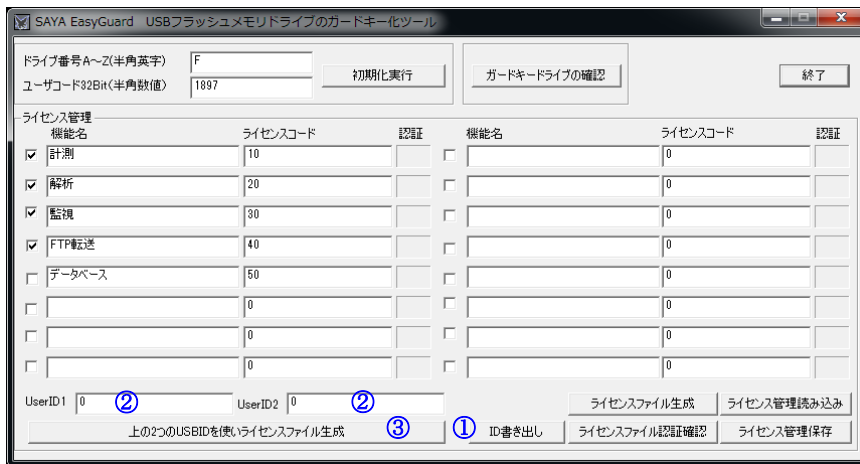 SAYA EasyGuard USBフラッシュメモリドライブのガードキー化ツール
ドライブ番号A～Z(半角英字) F
ユーザコード32Bit(半角数値) 1897
初期化実行
ガードキードライブの確認
終了
ライセンス管理
機能名 ライセンスコード 認証 機能名 ライセンスコード 認証
計測 10 0
解析 20 0
監視 30 0
FTP転送 40 0
データベース 50 0
0 0
0 0
0 0
UserID1 0 ② UserID2 0 ② ライセンスファイル生成 ライセンス管理読み込み
上の2つのUSBIDを使いライセンスファイル生成 ③ ① ID書き出し ライセンスファイル認証確認 ライセンス管理保存